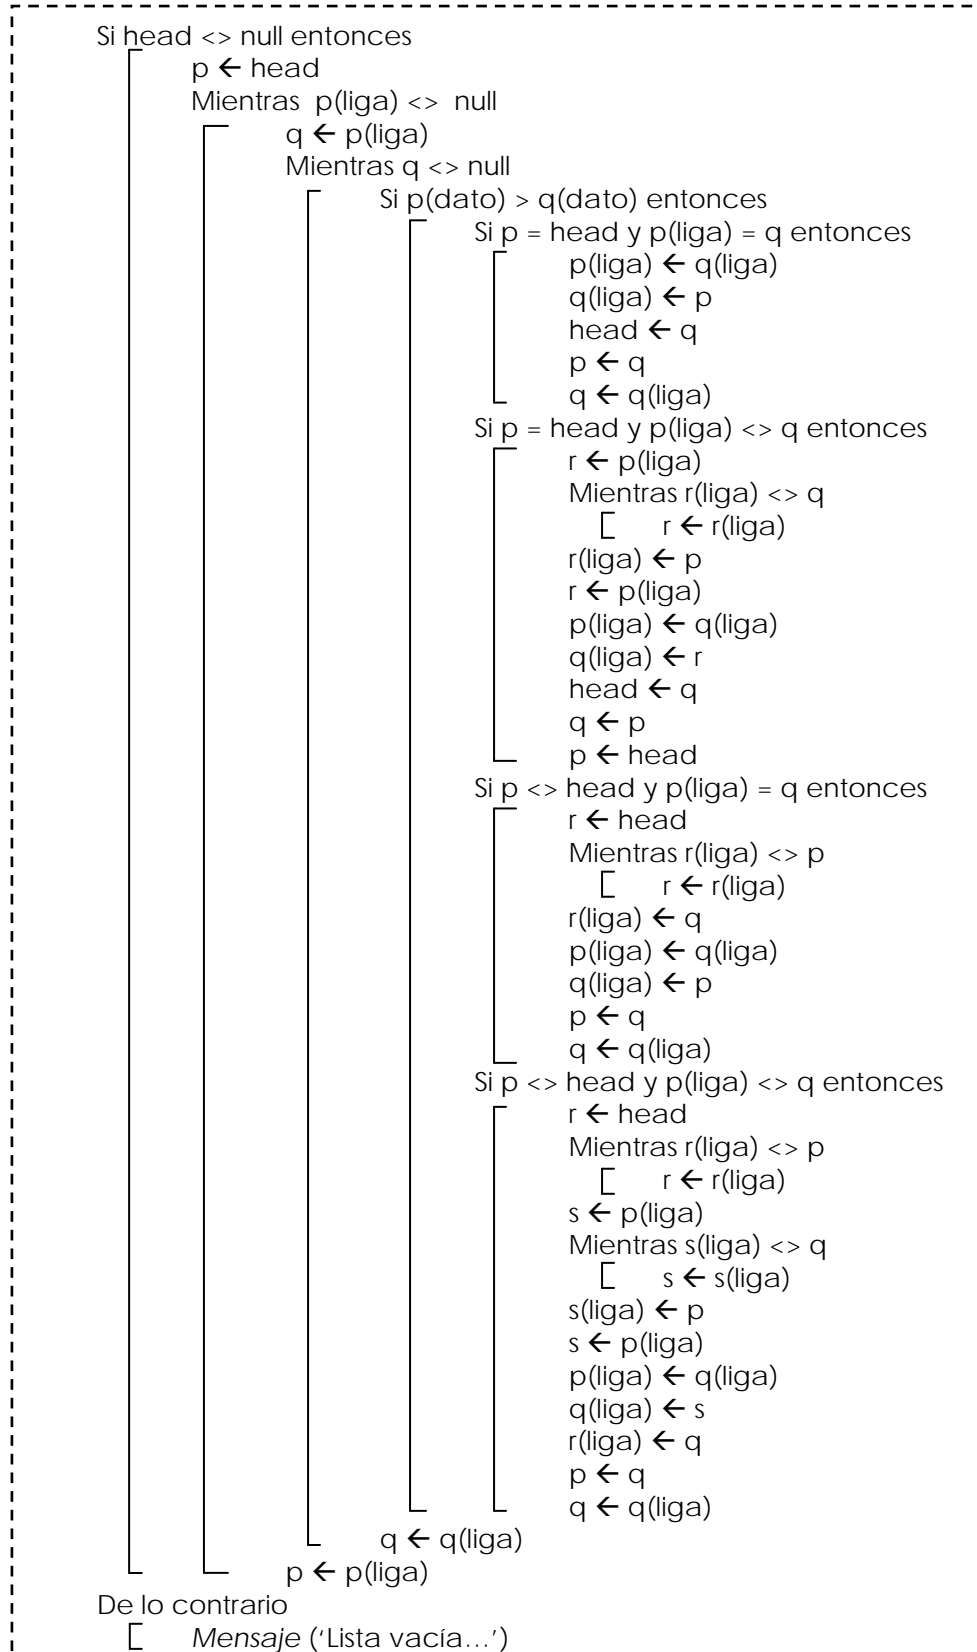 Si head <> null entonces
p ← head
Mientras p(liga) <> null
q ← p(liga)
Mientras q <> null
Si p(dato) > q(dato) entonces
Si p = head y p(liga) = q entonces
p(liga) ← q(liga)
q(liga) ← p
head ← q
p ← q
q ← q(liga)
Si p = head y p(liga) <> q entonces
r ← p(liga)
Mientras r(liga) <> q
r ← r(liga)
r(liga) ← p
r ← p(liga)
p(liga) ← q(liga)
q(liga) ← r
head ← q
q ← p
p ← head
Si p <> head y p(liga) = q entonces
r ← head
Mientras r(liga) <> p
r ← r(liga)
r(liga) ← q
p(liga) ← q(liga)
q(liga) ← p
p ← q
q ← q(liga)
Si p <> head y p(liga) <> q entonces
r ← head
Mientras r(liga) <> p
r ← r(liga)
s ← p(liga)
Mientras s(liga) <> q
s ← s(liga)
s(liga) ← p
s ← p(liga)
p(liga) ← q(liga)
q(liga) ← s
r(liga) ← q
p ← q
q ← q(liga)
q ← q(liga)
p ← p(liga)
De lo contrario
Mensaje (‘Lista vacía…’)